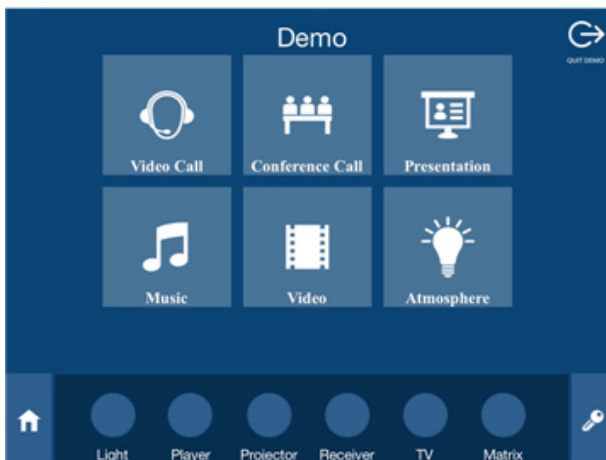 Demo
QUIT DEMO
Video Call
Conference Call
Presentation
Music
Video
Atmosphere
Light
Player
Projector
Receiver
TV
Matrix